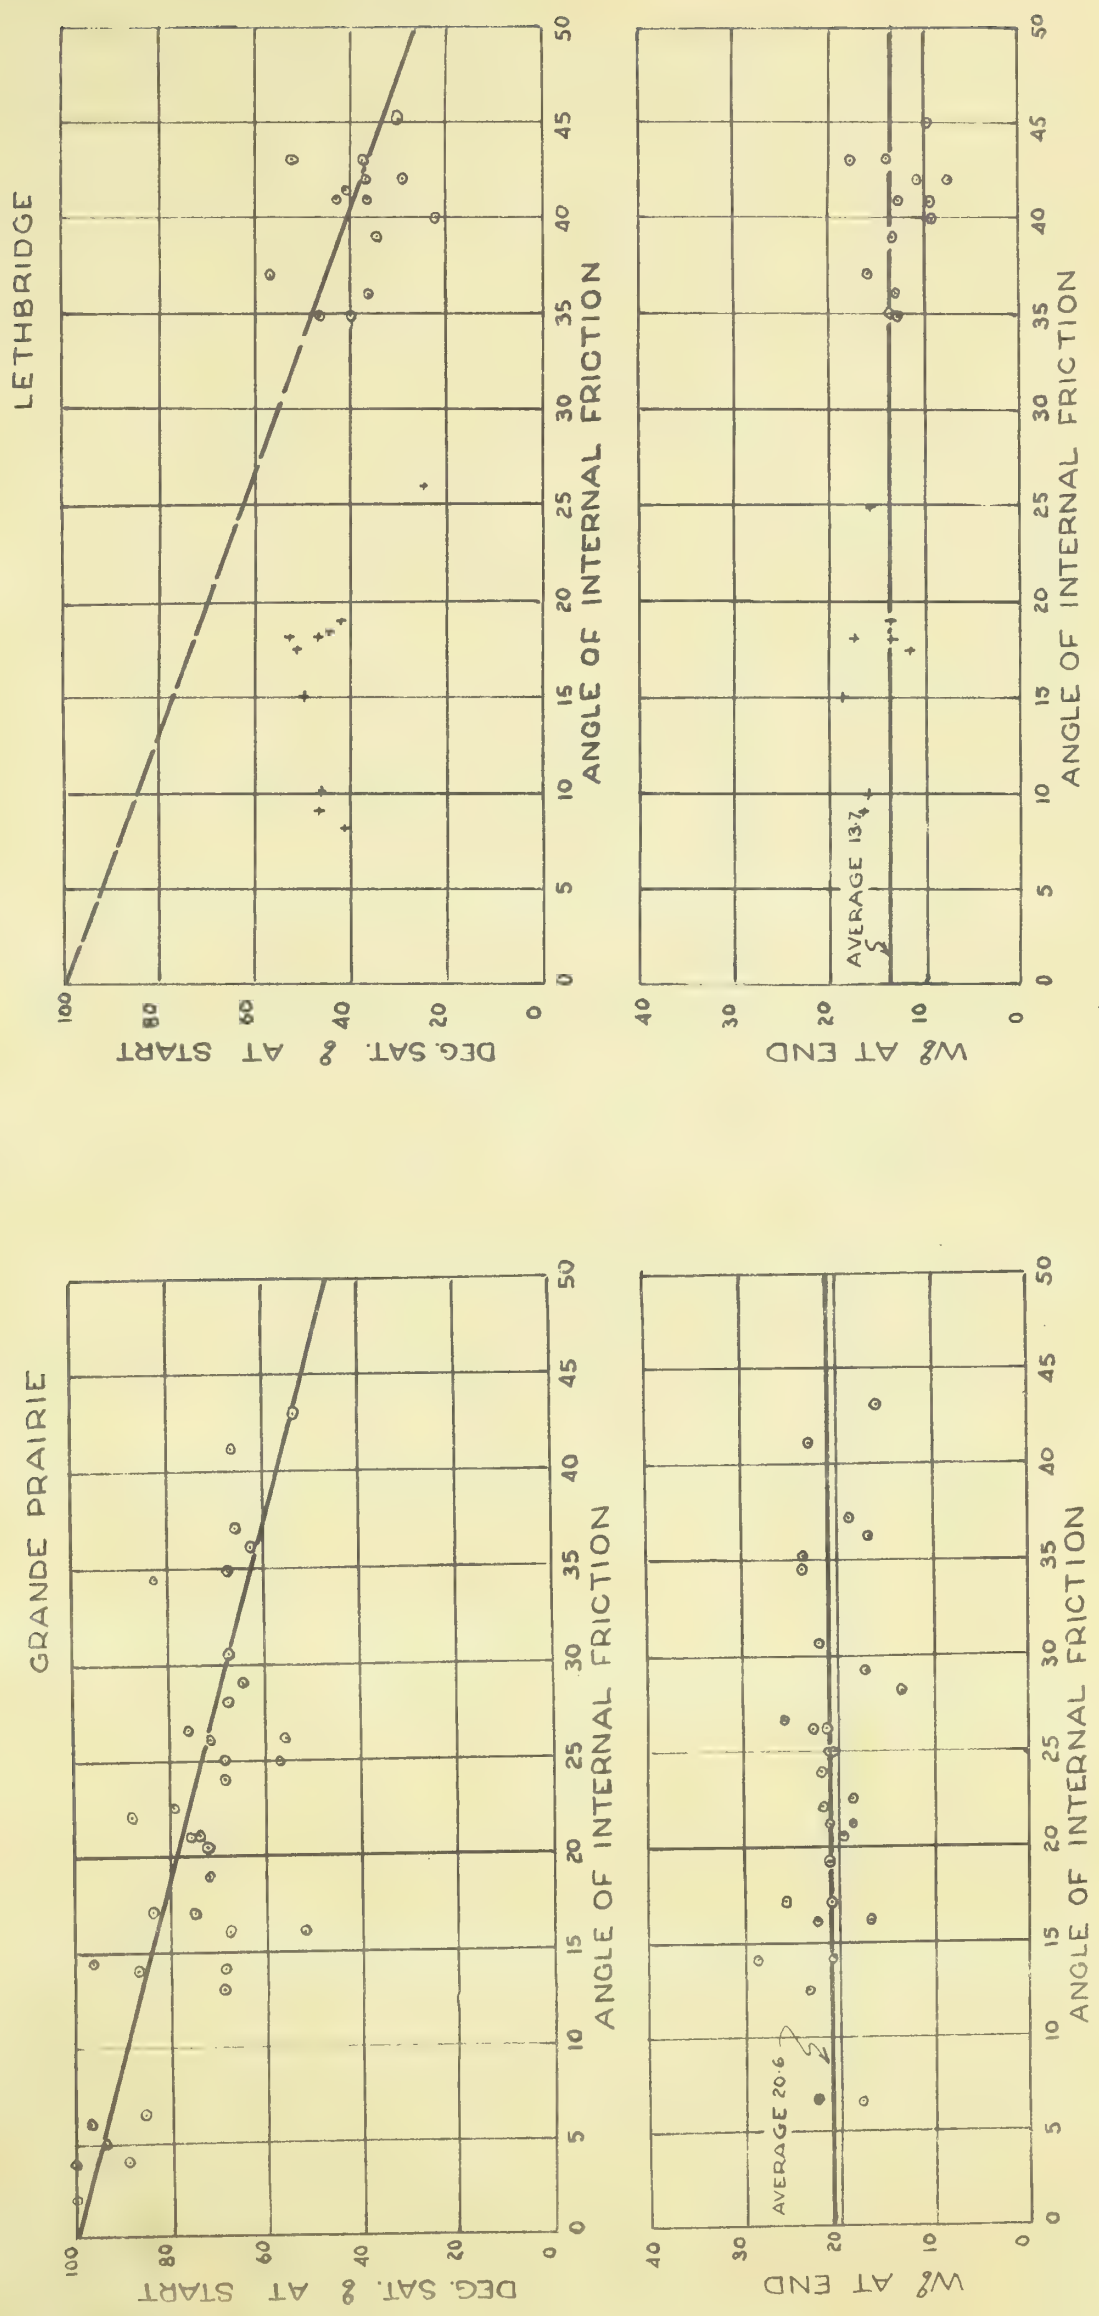 GRANDE PRAIRIE
DEG. SAT. % AT START
100
80
60
40
20
0
0 5 10 15 20 25 30 35 40 45 50
ANGLE OF INTERNAL FRICTION
W% AT END
40
30
20
10
0
AVERAGE 20.6
0 5 10 15 20 25 30 35 40 45 50
ANGLE OF INTERNAL FRICTION
LETHBRIDGE
DEG. SAT. % AT START
100
80
60
40
20
0
0 5 10 15 20 25 30 35 40 45 50
ANGLE OF INTERNAL FRICTION
W% AT END
40
30
20
10
0
AVERAGE 13.7
0 5 10 15 20 25 30 35 40 45 50
ANGLE OF INTERNAL FRICTION